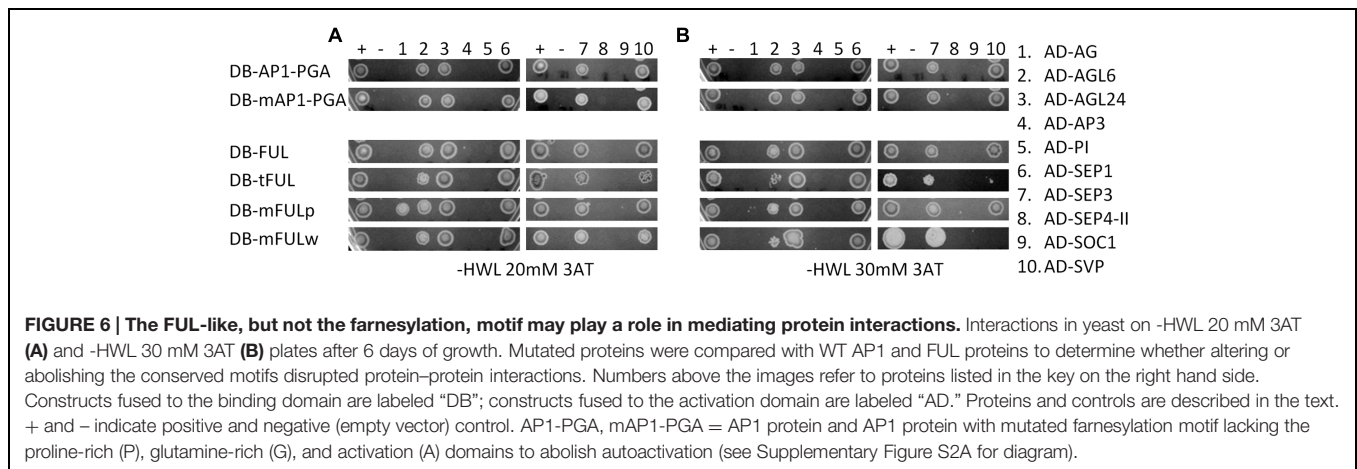 A
B
+ - 1 2 3 4 5 6 + - 7 8 9 10
+ - 1 2 3 4 5 6 + - 7 8 9 10
DB-AP1-PGA
DB-mAP1-PGA
DB-FUL
DB-tFUL
DB-mFULp
DB-mFULw
-HWL 20mM 3AT
-HWL 30mM 3AT
1. AD-AG
2. AD-AGL6
3. AD-AGL24
4. AD-AP3
5. AD-PI
6. AD-SEP1
7. AD-SEP3
8. AD-SEP4-II
9. AD-SOC1
10. AD-SVP
FIGURE 6 | The FUL-like, but not the farnesylation, motif may play a role in mediating protein interactions. Interactions in yeast on -HWL 20 mM 3AT
(A) and -HWL 30 mM 3AT (B) plates after 6 days of growth. Mutated proteins were compared with WT AP1 and FUL proteins to determine whether altering or
abolishing the conserved motifs disrupted protein–protein interactions. Numbers above the images refer to proteins listed in the key on the right hand side.
Constructs fused to the binding domain are labeled “DB”; constructs fused to the activation domain are labeled “AD.” Proteins and controls are described in the text.
+ and – indicate positive and negative (empty vector) control. AP1-PGA, mAP1-PGA = AP1 protein and AP1 protein with mutated farnesylation motif lacking the
proline-rich (P), glutamine-rich (G), and activation (A) domains to abolish autoactivation (see Supplementary Figure S2A for diagram).